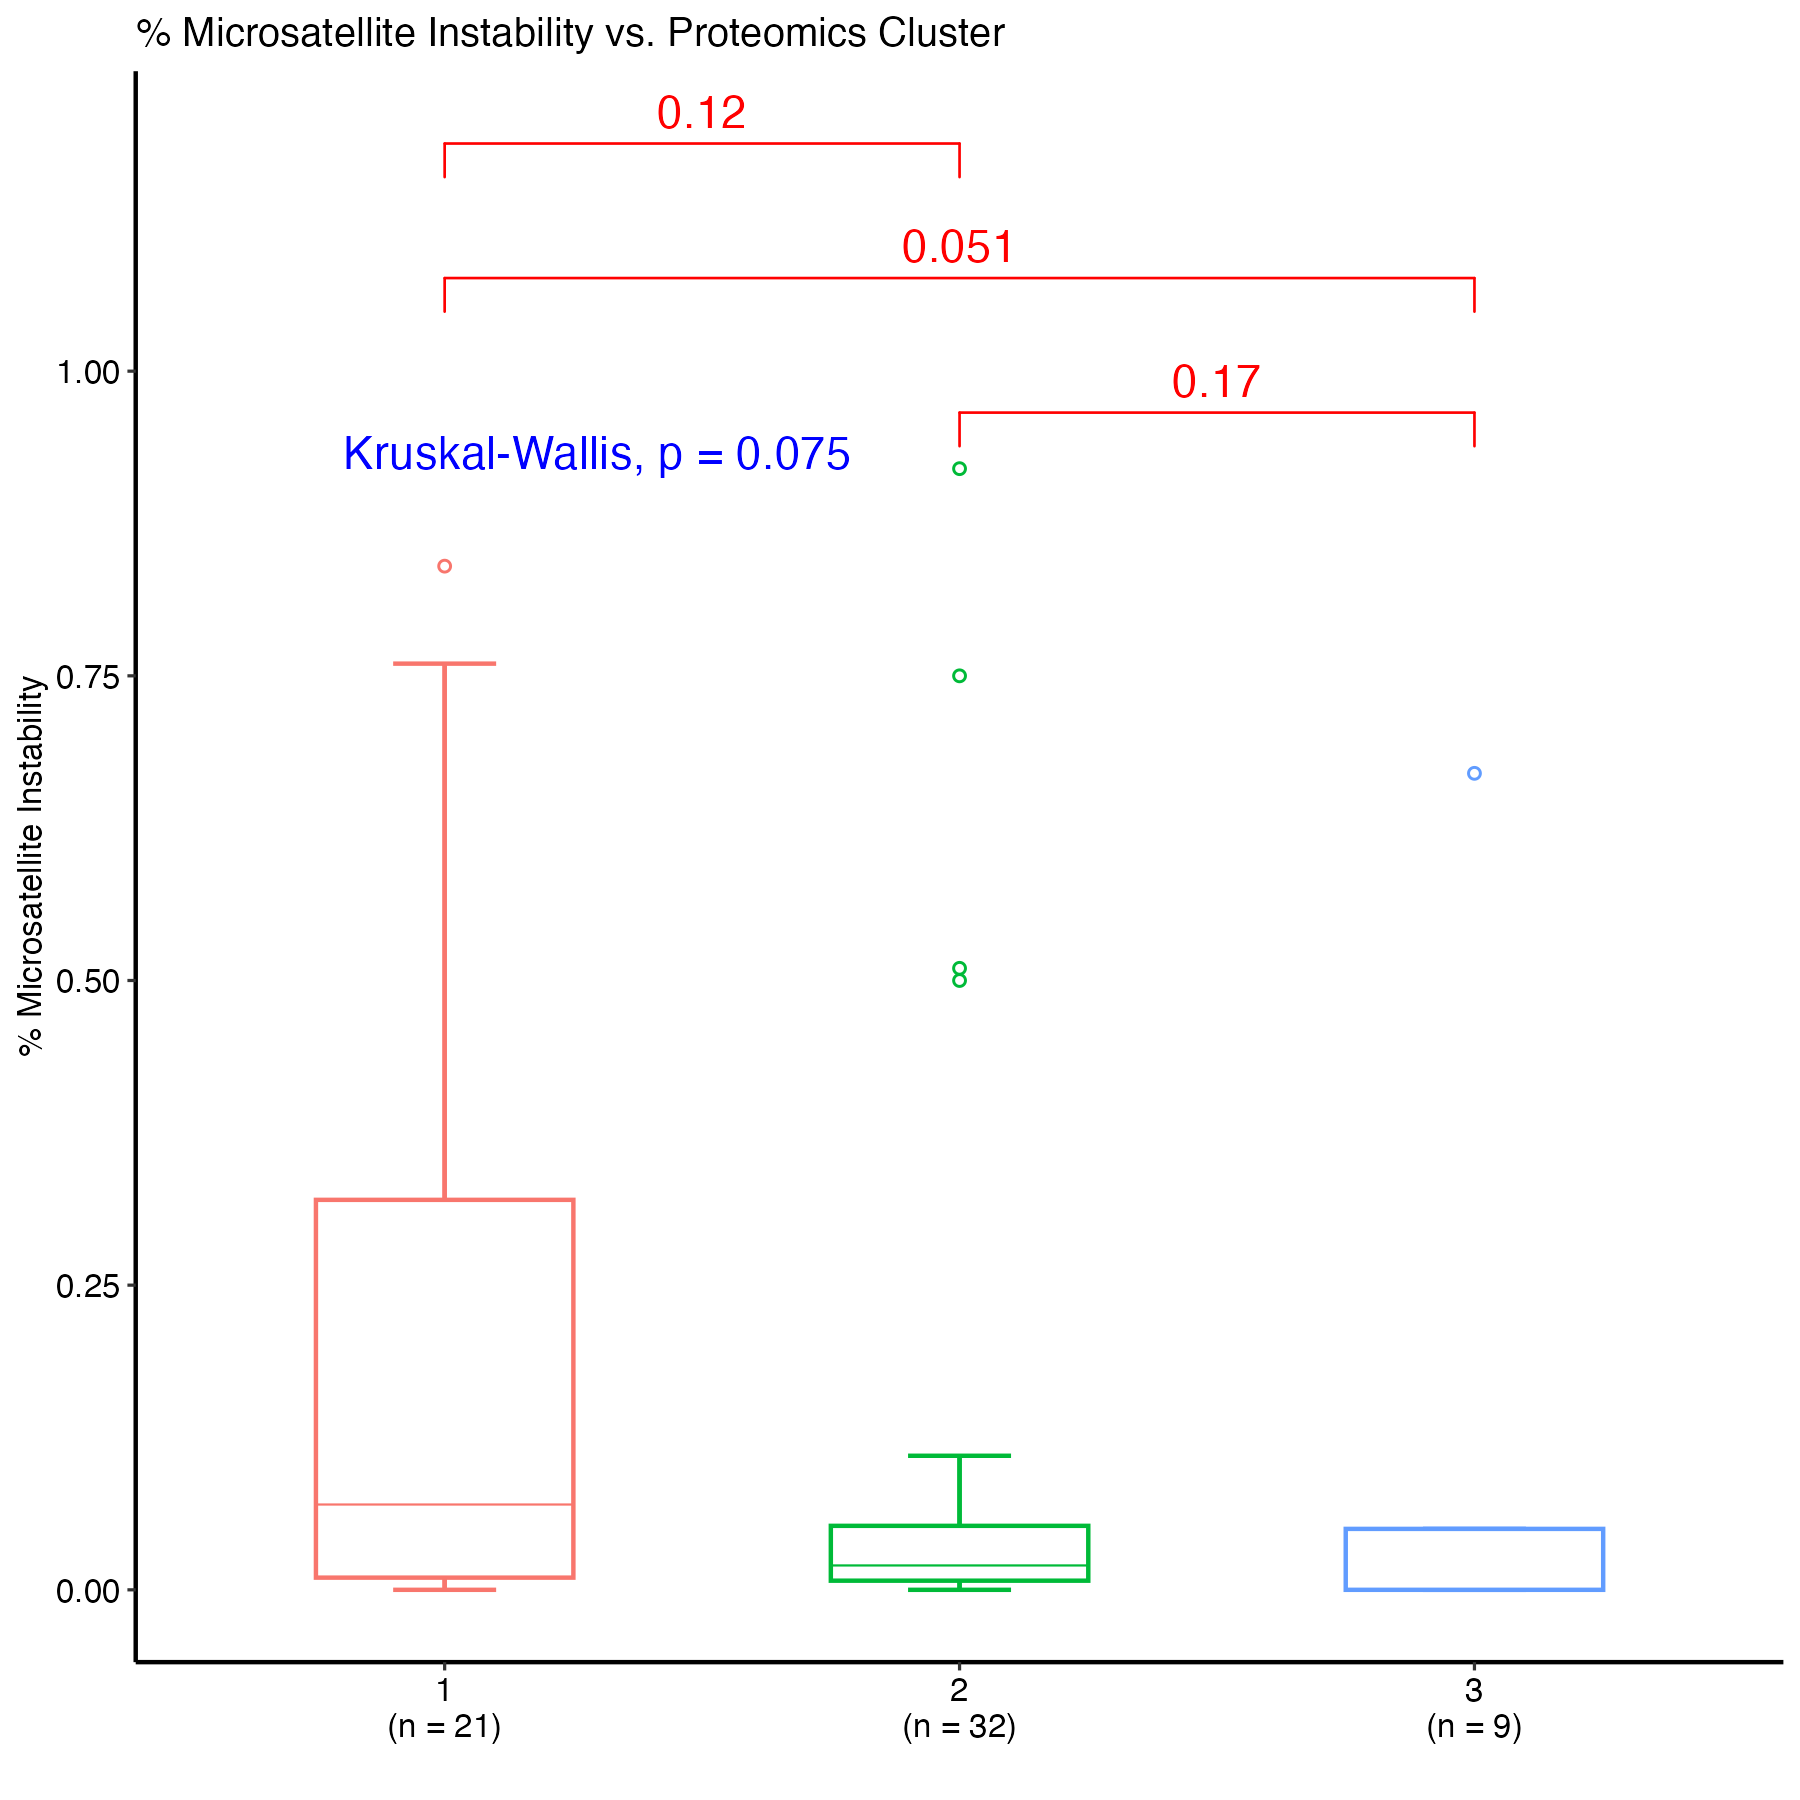 % Microsatellite Instability vs. Proteomics Cluster
0.12
0.051
0.17
Kruskal-Wallis, p = 0.075
% Microsatellite Instability
1.00
0.75
0.50
0.25
0.00
1 2 3
(n = 21) (n = 32) (n = 9)